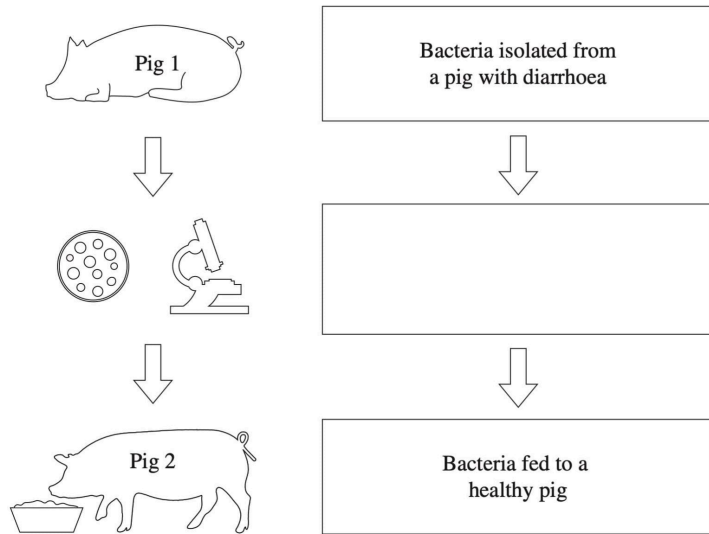 Pig 1
Bacteria isolated from
a pig with diarrhoea
Pig 2
Bacteria fed to a
healthy pig